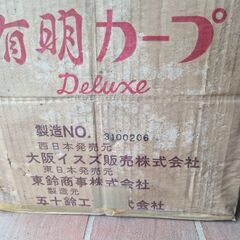 有明カープ
Deluxe
製造NO. 3100206
西日本発売元
大阪イスズ販売株式会社
東日本発売元
東鈴商事株式会社
製造元
五十鈴工 株式会社